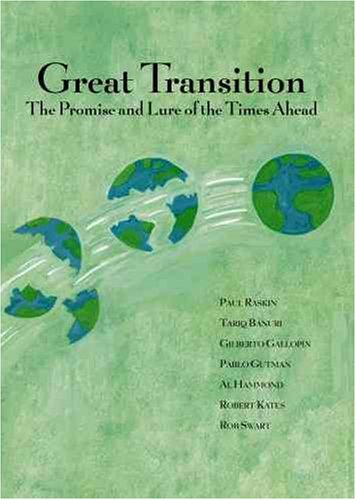 Great Transition
The Promise and Lure of the Times Ahead
Paul Raskin
Tariq Banuri
Gilberto Gallopín
Pablo Gutman
Al Hammond
Robert Kates
Rob Swart